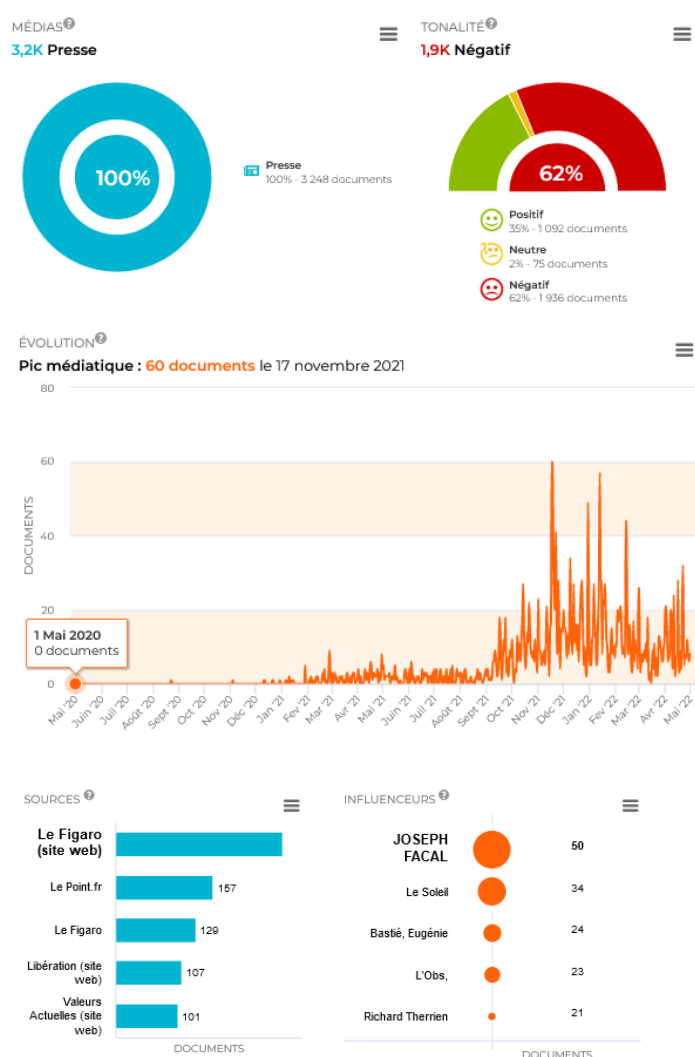 MÉDIAS?
3,2K Presse
100%
Presse
100% - 3 248 documents
TONALITÉ?
1,9K Négatif
62%
Positif
35% - 1 092 documents
Neutre
2% - 75 documents
Négatif
62% - 1 936 documents
ÉVOLUTION?
Pic médiatique : 60 documents le 17 novembre 2021
80
60
40
20
0
DOCUMENTS
1 Mai 2020
0 documents
Mai '20
Juin '20
Juil '20
Août '20
Sept '20
Oct '20
Nov '20
Déc '20
Jan '21
Fev '21
Mar '21
Avr '21
Mai '21
Juin '21
Juil '21
Août '21
Sept '21
Oct '21
Nov '21
Déc '21
Jan '22
Fev '22
Mar '22
Avr '22
Mai '22
SOURCES ?
Le Figaro
(site web)
Le Point.fr
157
Le Figaro
129
Libération (site
web)
107
Valeurs
Actuelles (site
web)
101
DOCUMENTS
INFLUENCEURS ?
JOSEPH
FACAL
50
Le Soleil
34
Bastié, Eugénie
24
L'Obs,
23
Richard Therrien
21
DOCUMENTS